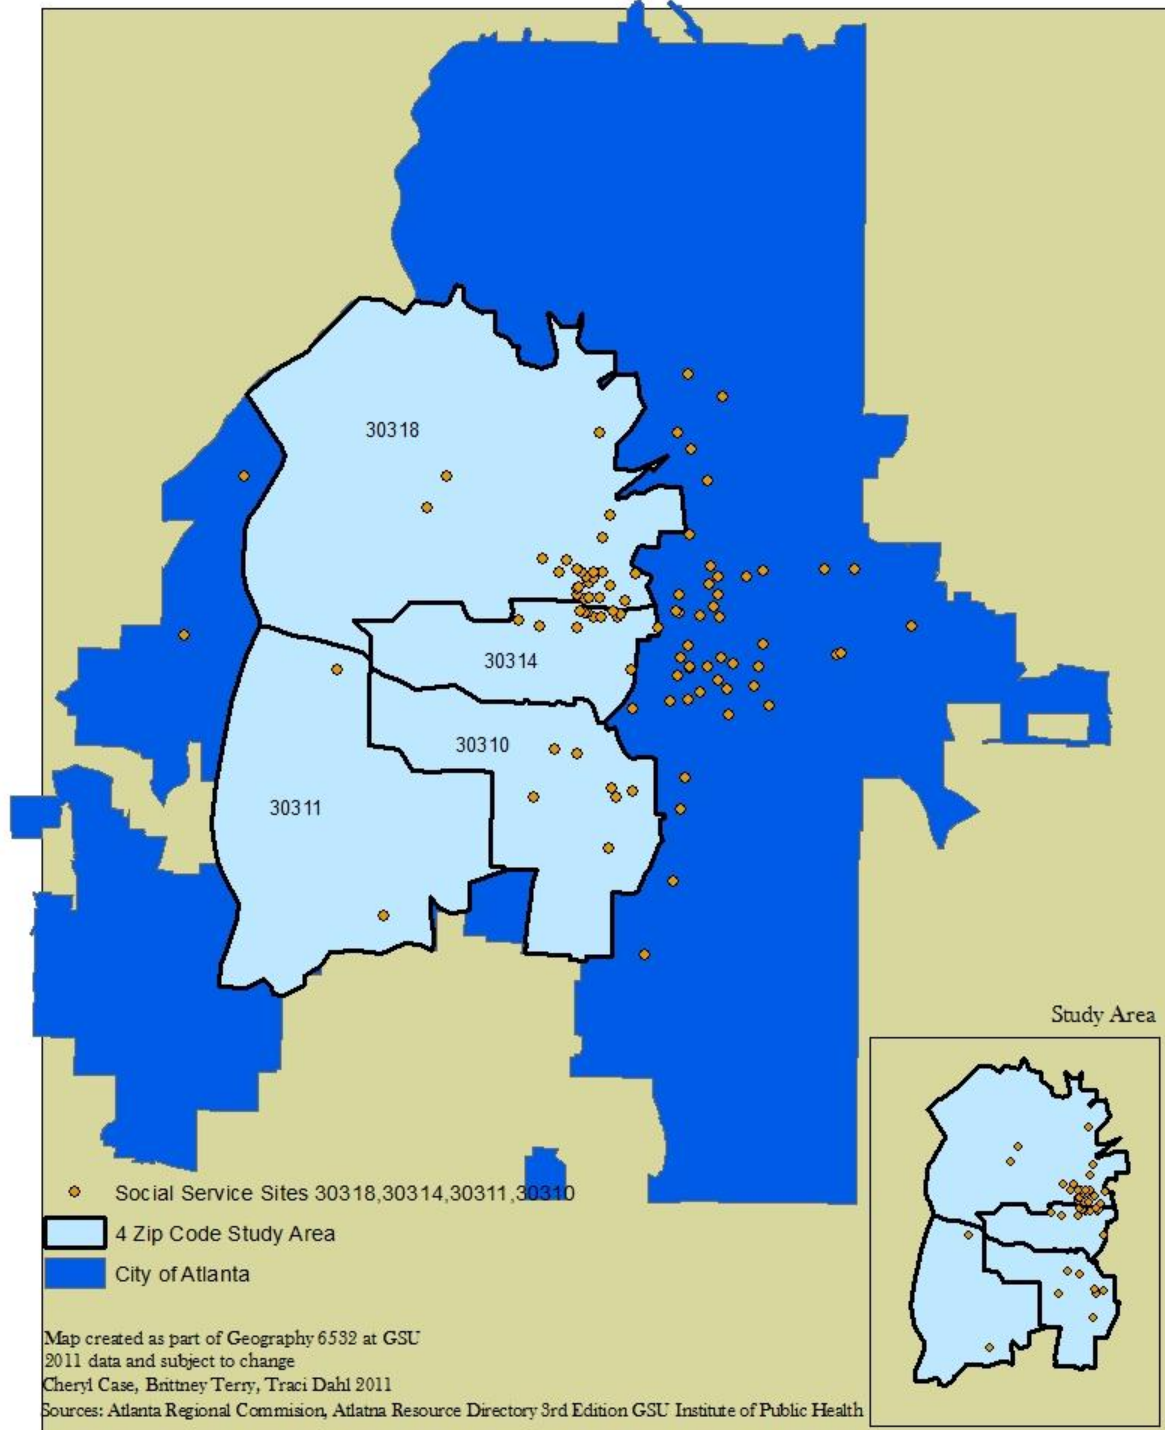 30318
30314
30310
30311
Study Area
Social Service Sites 30318,30314,30311,30310
4 Zip Code Study Area
City of Atlanta
Map created as part of Geography 6532 at GSU
2011 data and subject to change
Cheryl Case, Brittney Terry, Traci Dahl 2011
Sources: Atlanta Regional Commision, Atlatna Resource Directory 3rd Edition GSU Institute of Public Health